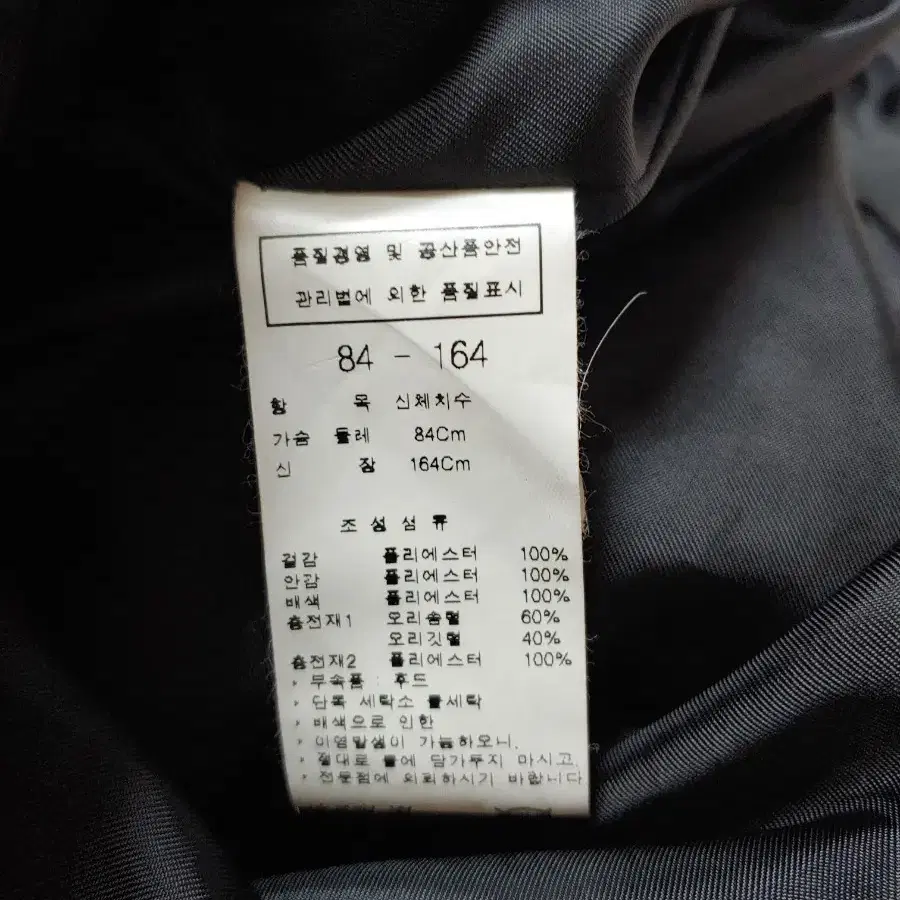 품질경영 및 공산품안전
관리법에 의한 품질표시
84 - 164
항 목 신체치수
가슴 둘레 84Cm
신 장 164Cm
조 성 섬 유
겉감 폴리에스터 100%
안감 폴리에스터 100%
배색 폴리에스터 100%
충전재1 오리솜털 60%
오리깃털 40%
충전재2 폴리에스터 100%
, 부속품 : 후드
, 단독 세탁소 물세탁
, 배색으로 인한
, 이염발생이 가능하오니,
, 절대로 물에 담가두지 마시고,
, 전문점에 의뢰하시기 바랍니다